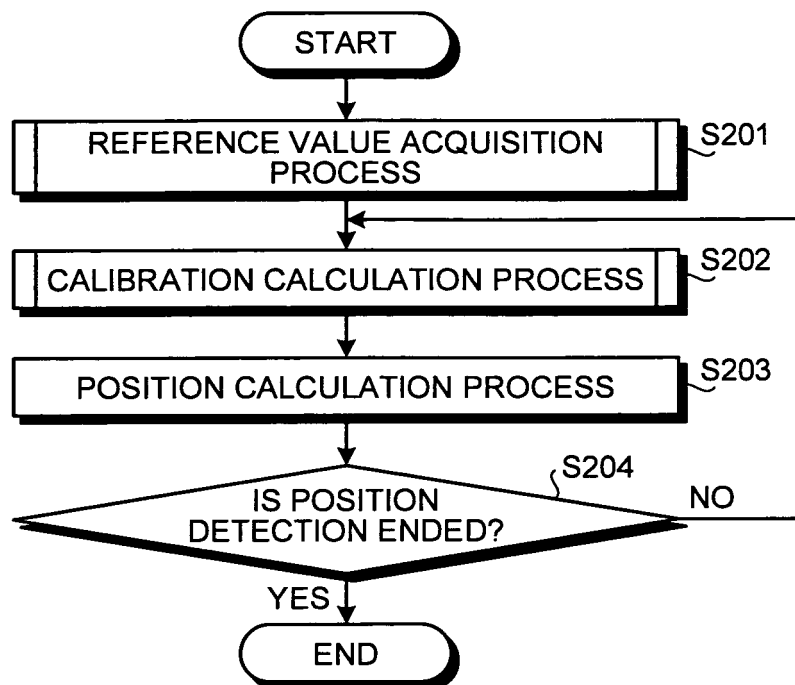 START
REFERENCE VALUE ACQUISITION
PROCESS
S201
CALIBRATION CALCULATION PROCESS
S202
POSITION CALCULATION PROCESS
S203
S204
IS POSITION
DETECTION ENDED?
NO
YES
END